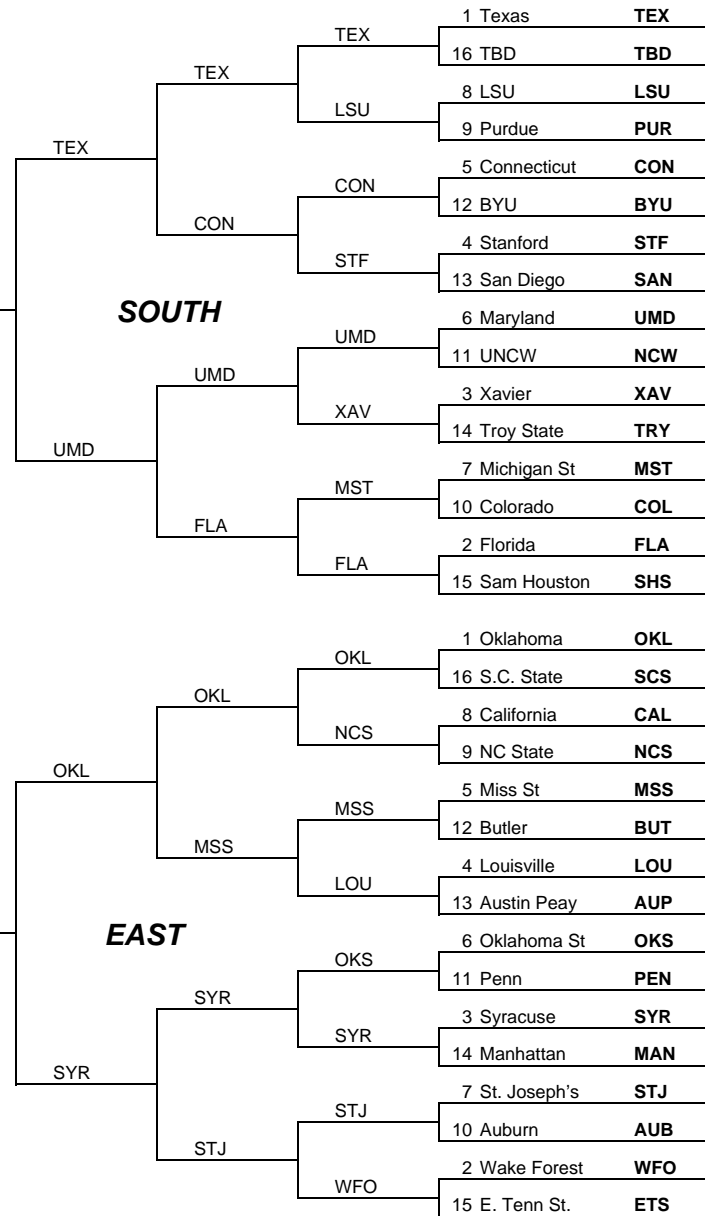 1 Texas TEX
TEX
16 TBD TBD
TEX
8 LSU LSU
LSU
9 Purdue PUR
TEX
5 Connecticut CON
CON
12 BYU BYU
CON
4 Stanford STF
STF
13 San Diego SAN
SOUTH
6 Maryland UMD
UMD
11 UNCW NCW
UMD
3 Xavier XAV
XAV
14 Troy State TRY
UMD
7 Michigan St MST
MST
10 Colorado COL
FLA
2 Florida FLA
FLA
15 Sam Houston SHS
1 Oklahoma OKL
OKL
16 S.C. State SCS
OKL
8 California CAL
NCS
9 NC State NCS
OKL
5 Miss St MSS
MSS
12 Butler BUT
MSS
4 Louisville LOU
LOU
13 Austin Peay AUP
EAST
6 Oklahoma St OKS
OKS
11 Penn PEN
SYR
3 Syracuse SYR
SYR
14 Manhattan MAN
SYR
7 St. Joseph's STJ
STJ
10 Auburn AUB
STJ
2 Wake Forest WFO
WFO
15 E. Tenn St. ETS